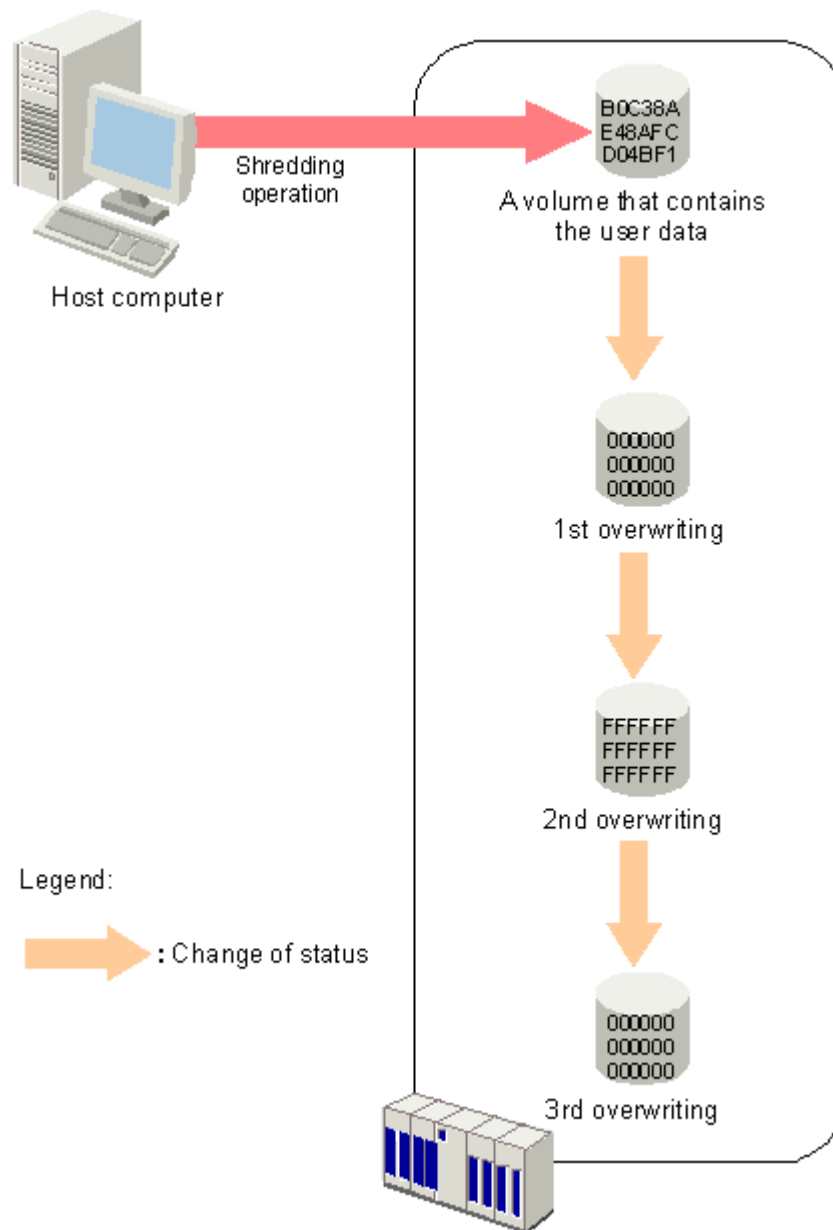 B0C38A
E48AFC
D04BF1
Shredding
operation
A volume that contains
the user data
Host computer
000000
000000
000000
1st overwriting
FFFFFF
FFFFFF
FFFFFF
2nd overwriting
Legend:
: Change of status
000000
000000
000000
3rd overwriting